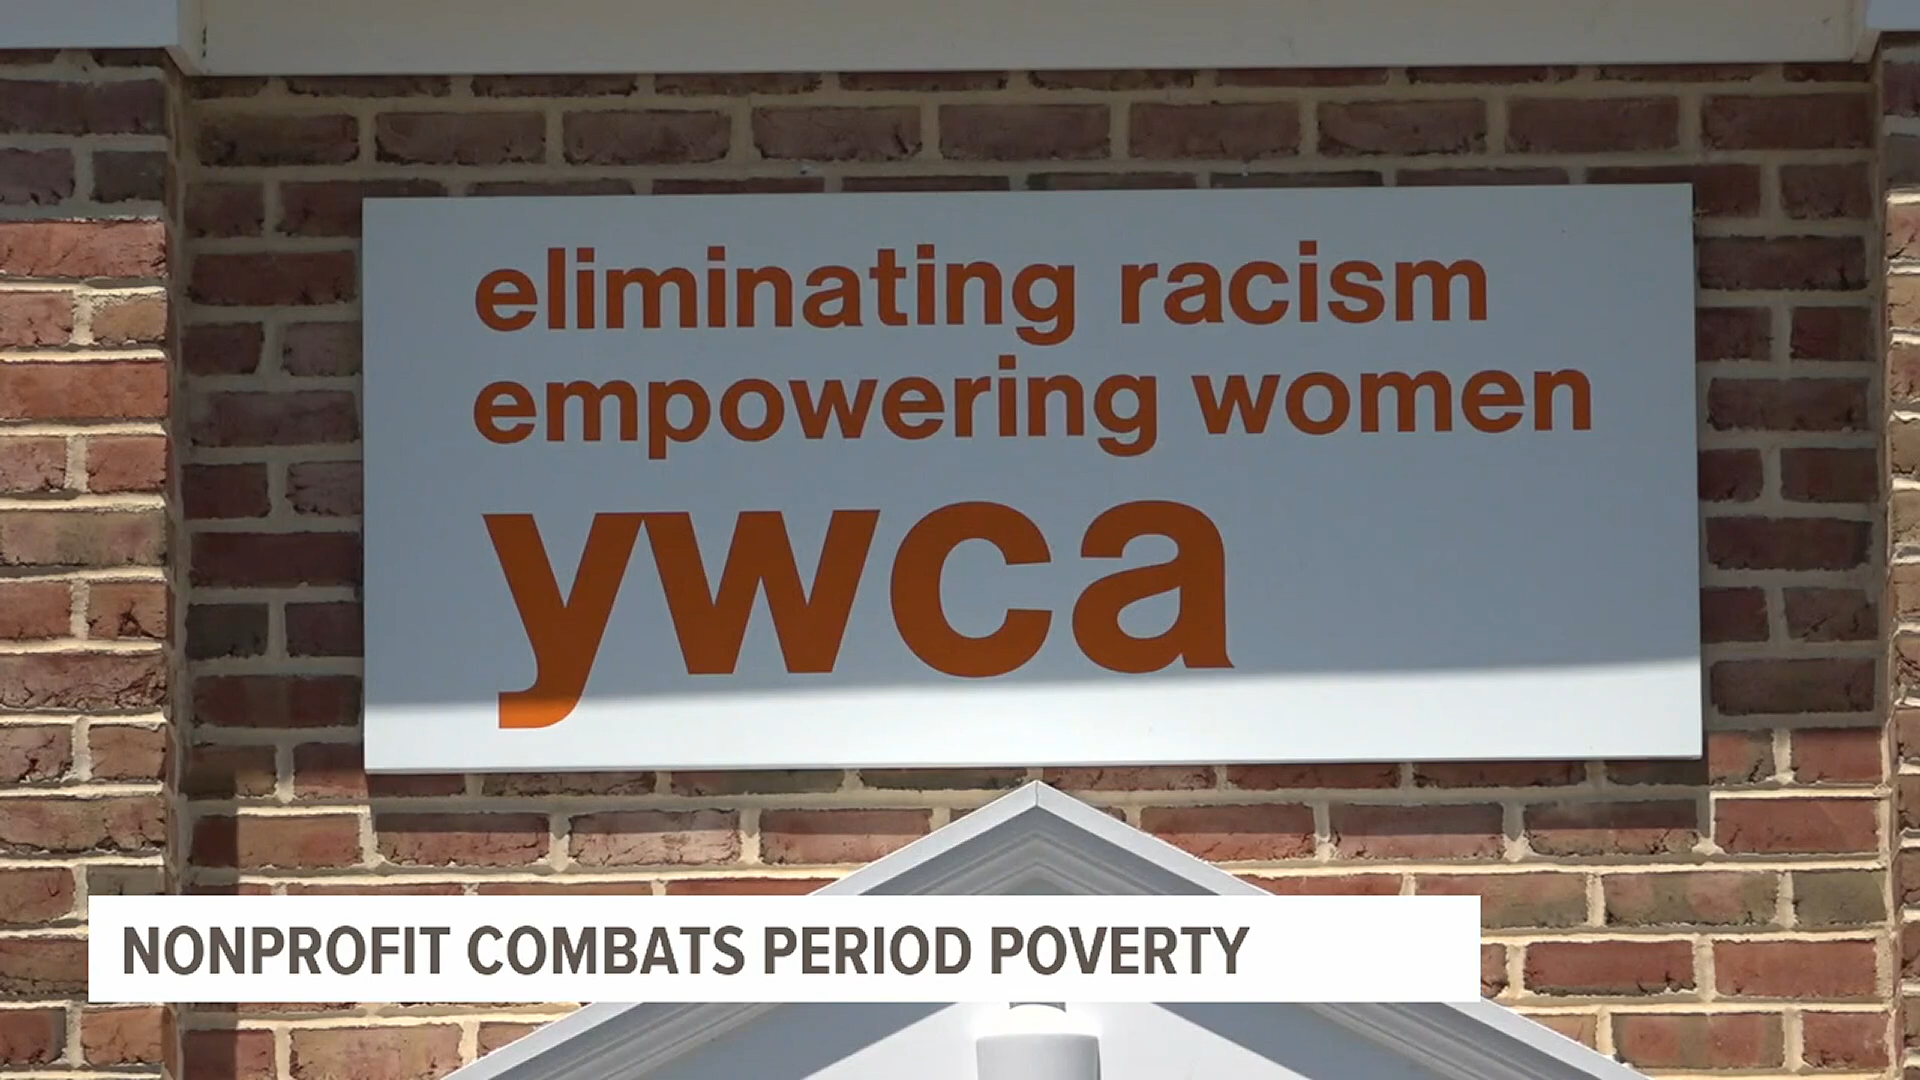 eliminating racism
empowering women
ywca
NONPROFIT COMBATS PERIOD POVERTY